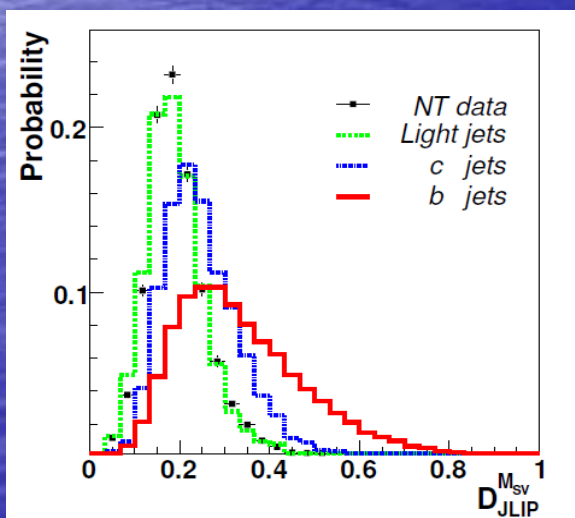 Probability
0.2
0.1
NT data
Light jets
c jets
b jets
0 0.2 0.4 0.6 0.8 1
D_JLIP^M_SV